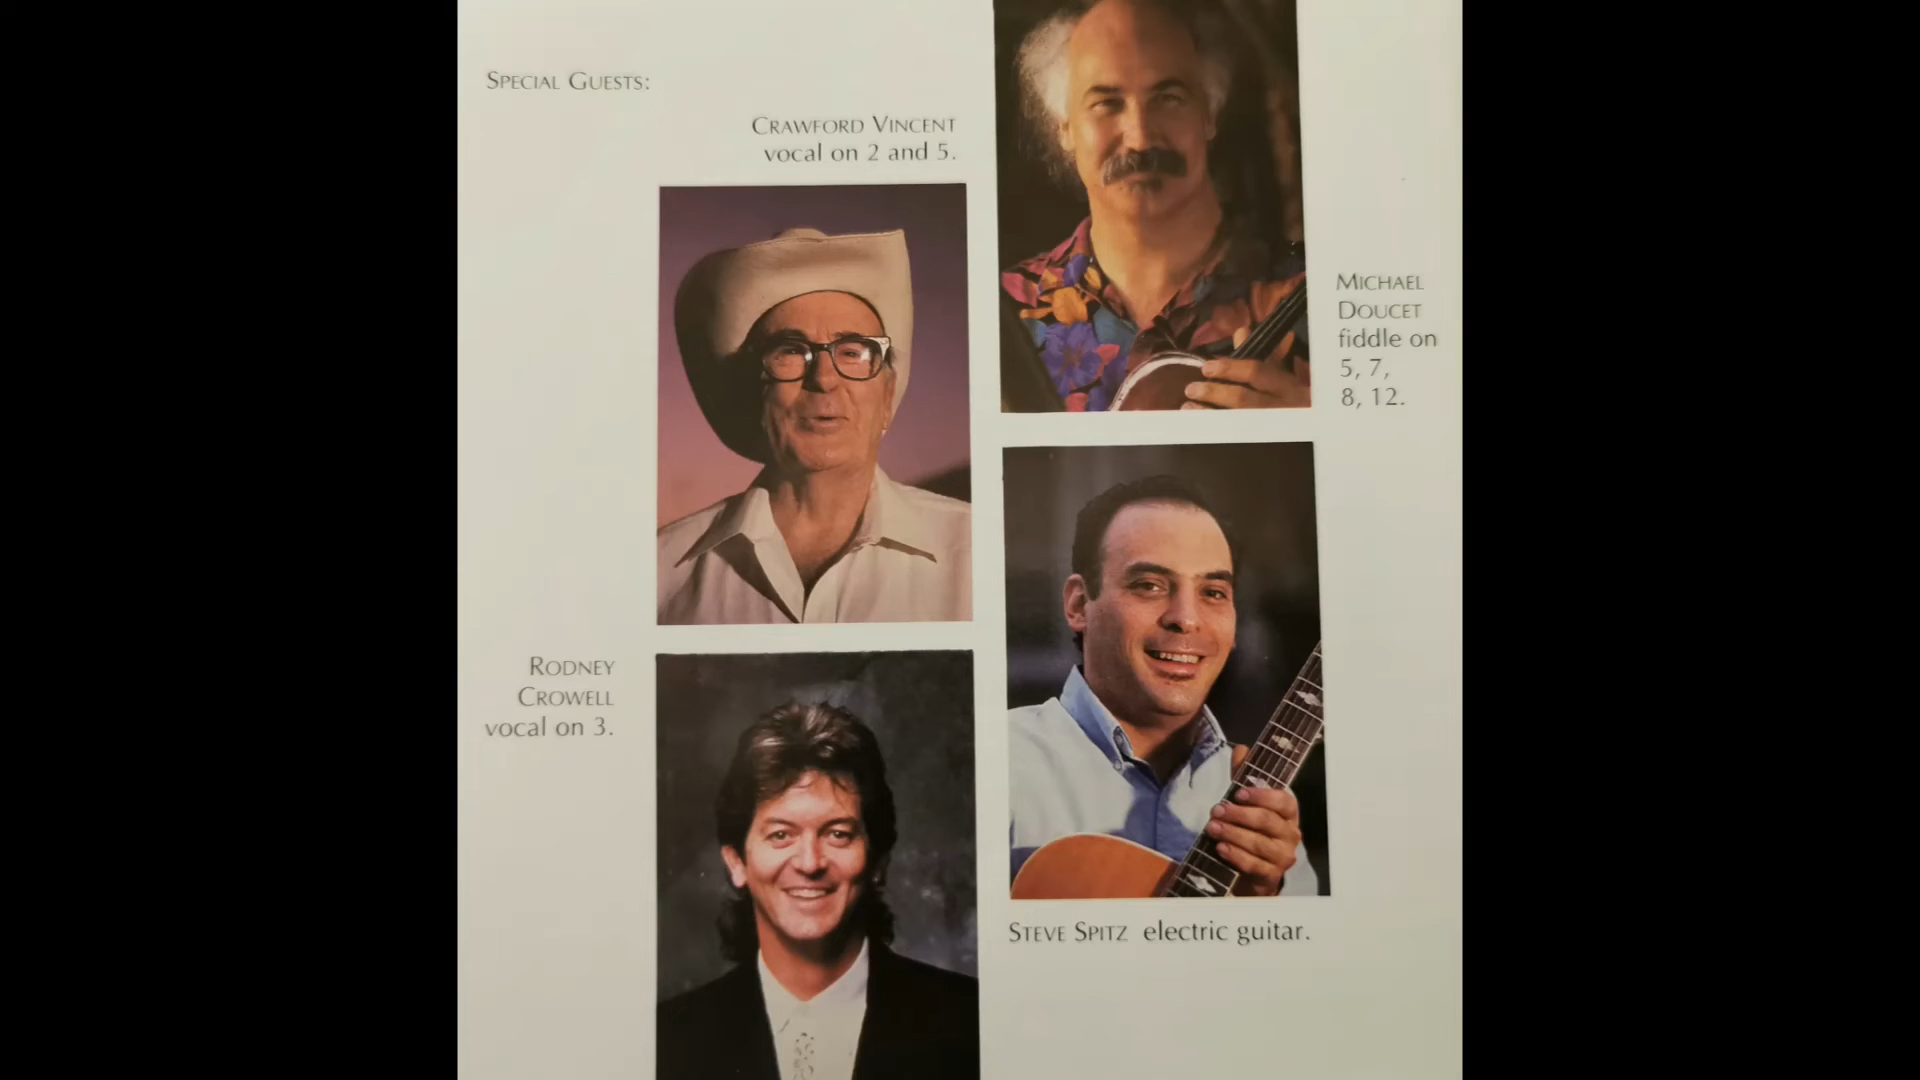 SPECIAL GUESTS:
CRAWFORD VINCENT
vocal on 2 and 5.
MICHAEL
DOUCET
fiddle on
5, 7,
8, 12.
RODNEY
CROWELL
vocal on 3.
STEVE SPITZ electric guitar.